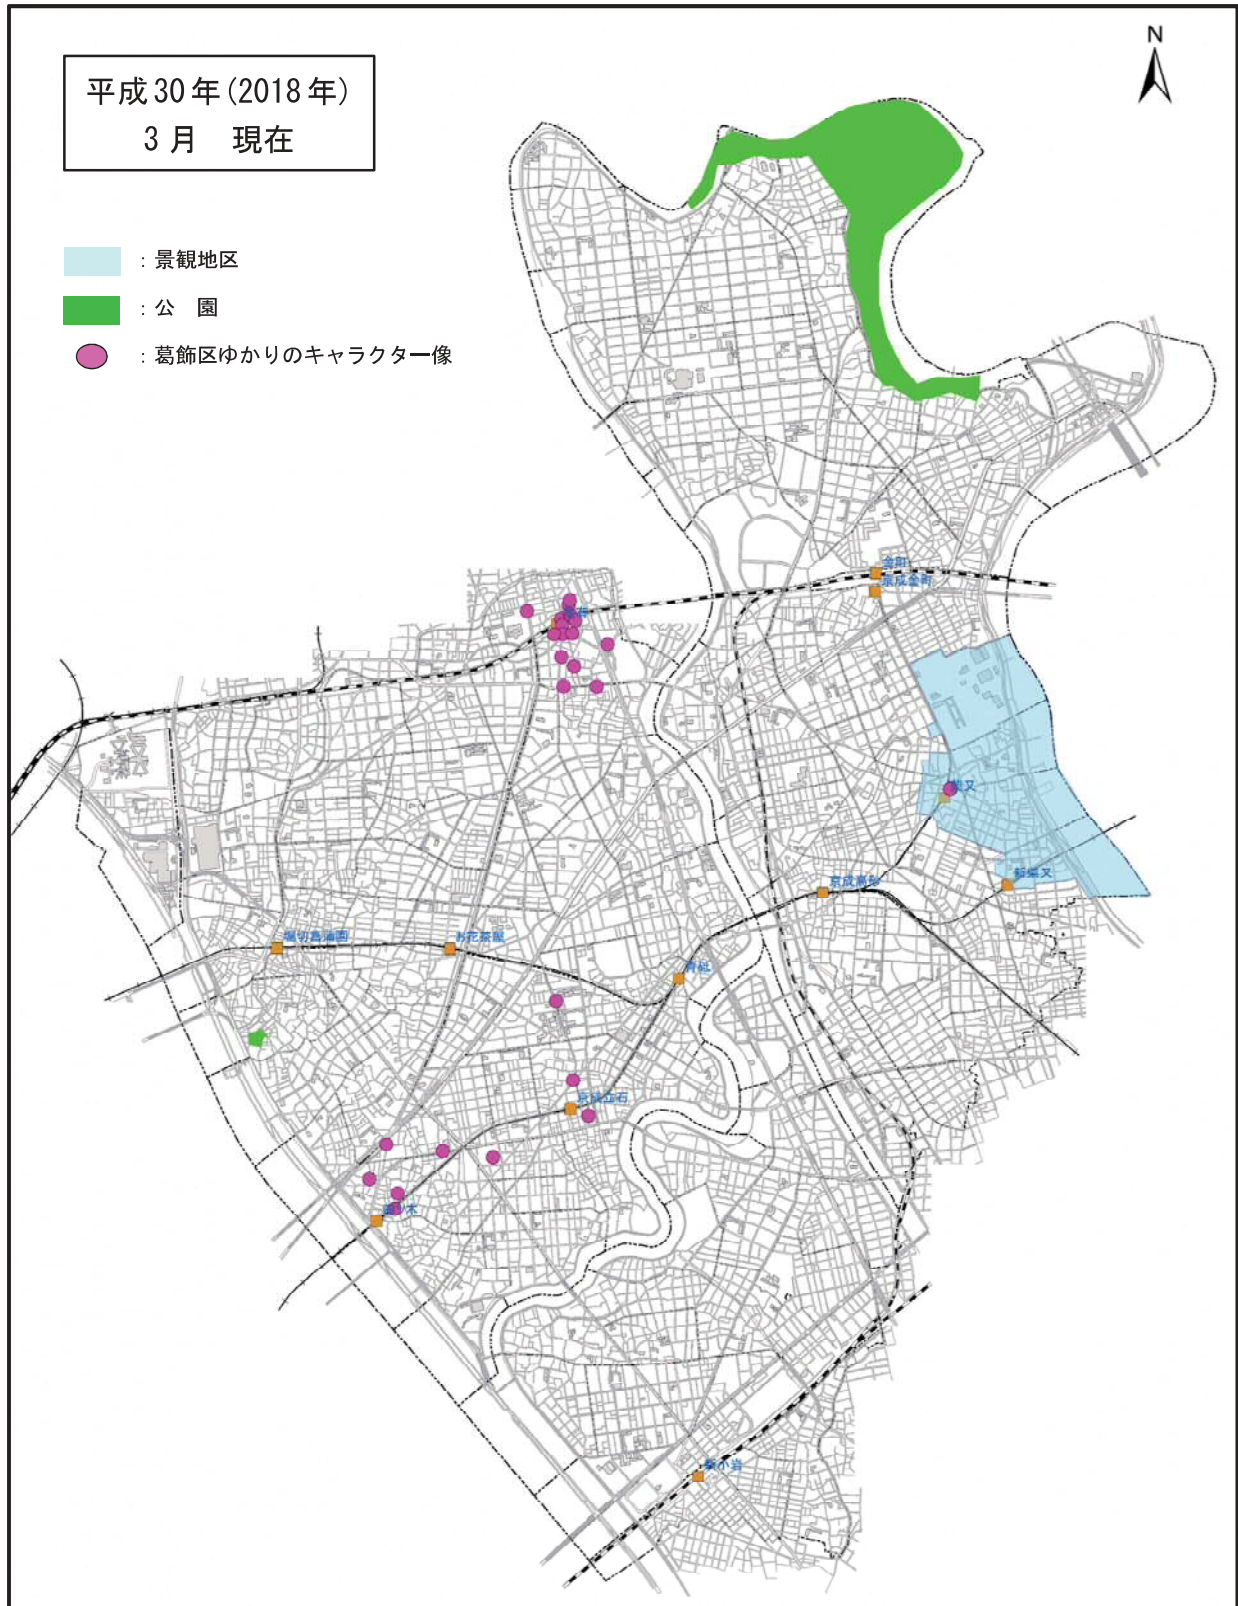 平成30年(2018年)
3月 現在
N
：景観地区
：公 園
：葛飾区ゆかりのキャラクター像
金町
京成金町
亀有
柴又
新柴又
京成高砂
青砥
お花茶屋
堀切菖蒲園
京成立石
四ツ木
新小岩